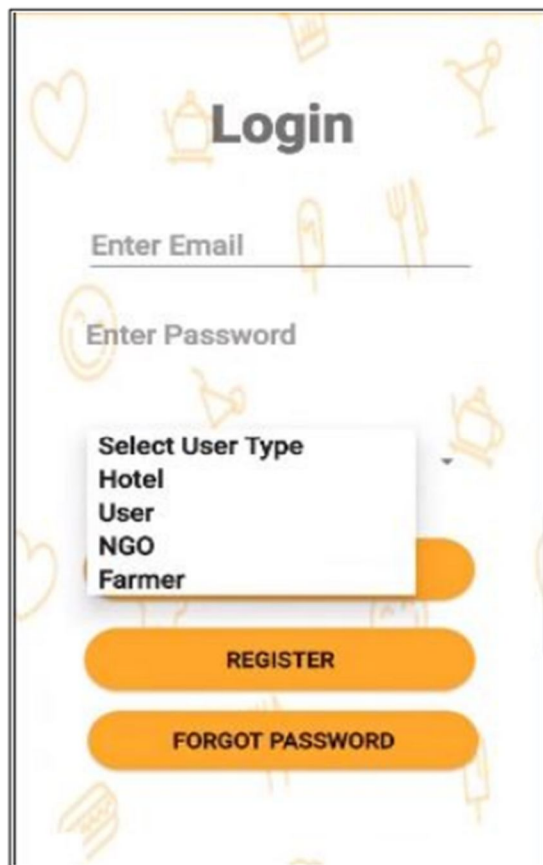 Login
Enter Email
Enter Password
Select User Type
Hotel
User
NGO
Farmer
REGISTER
FORGOT PASSWORD